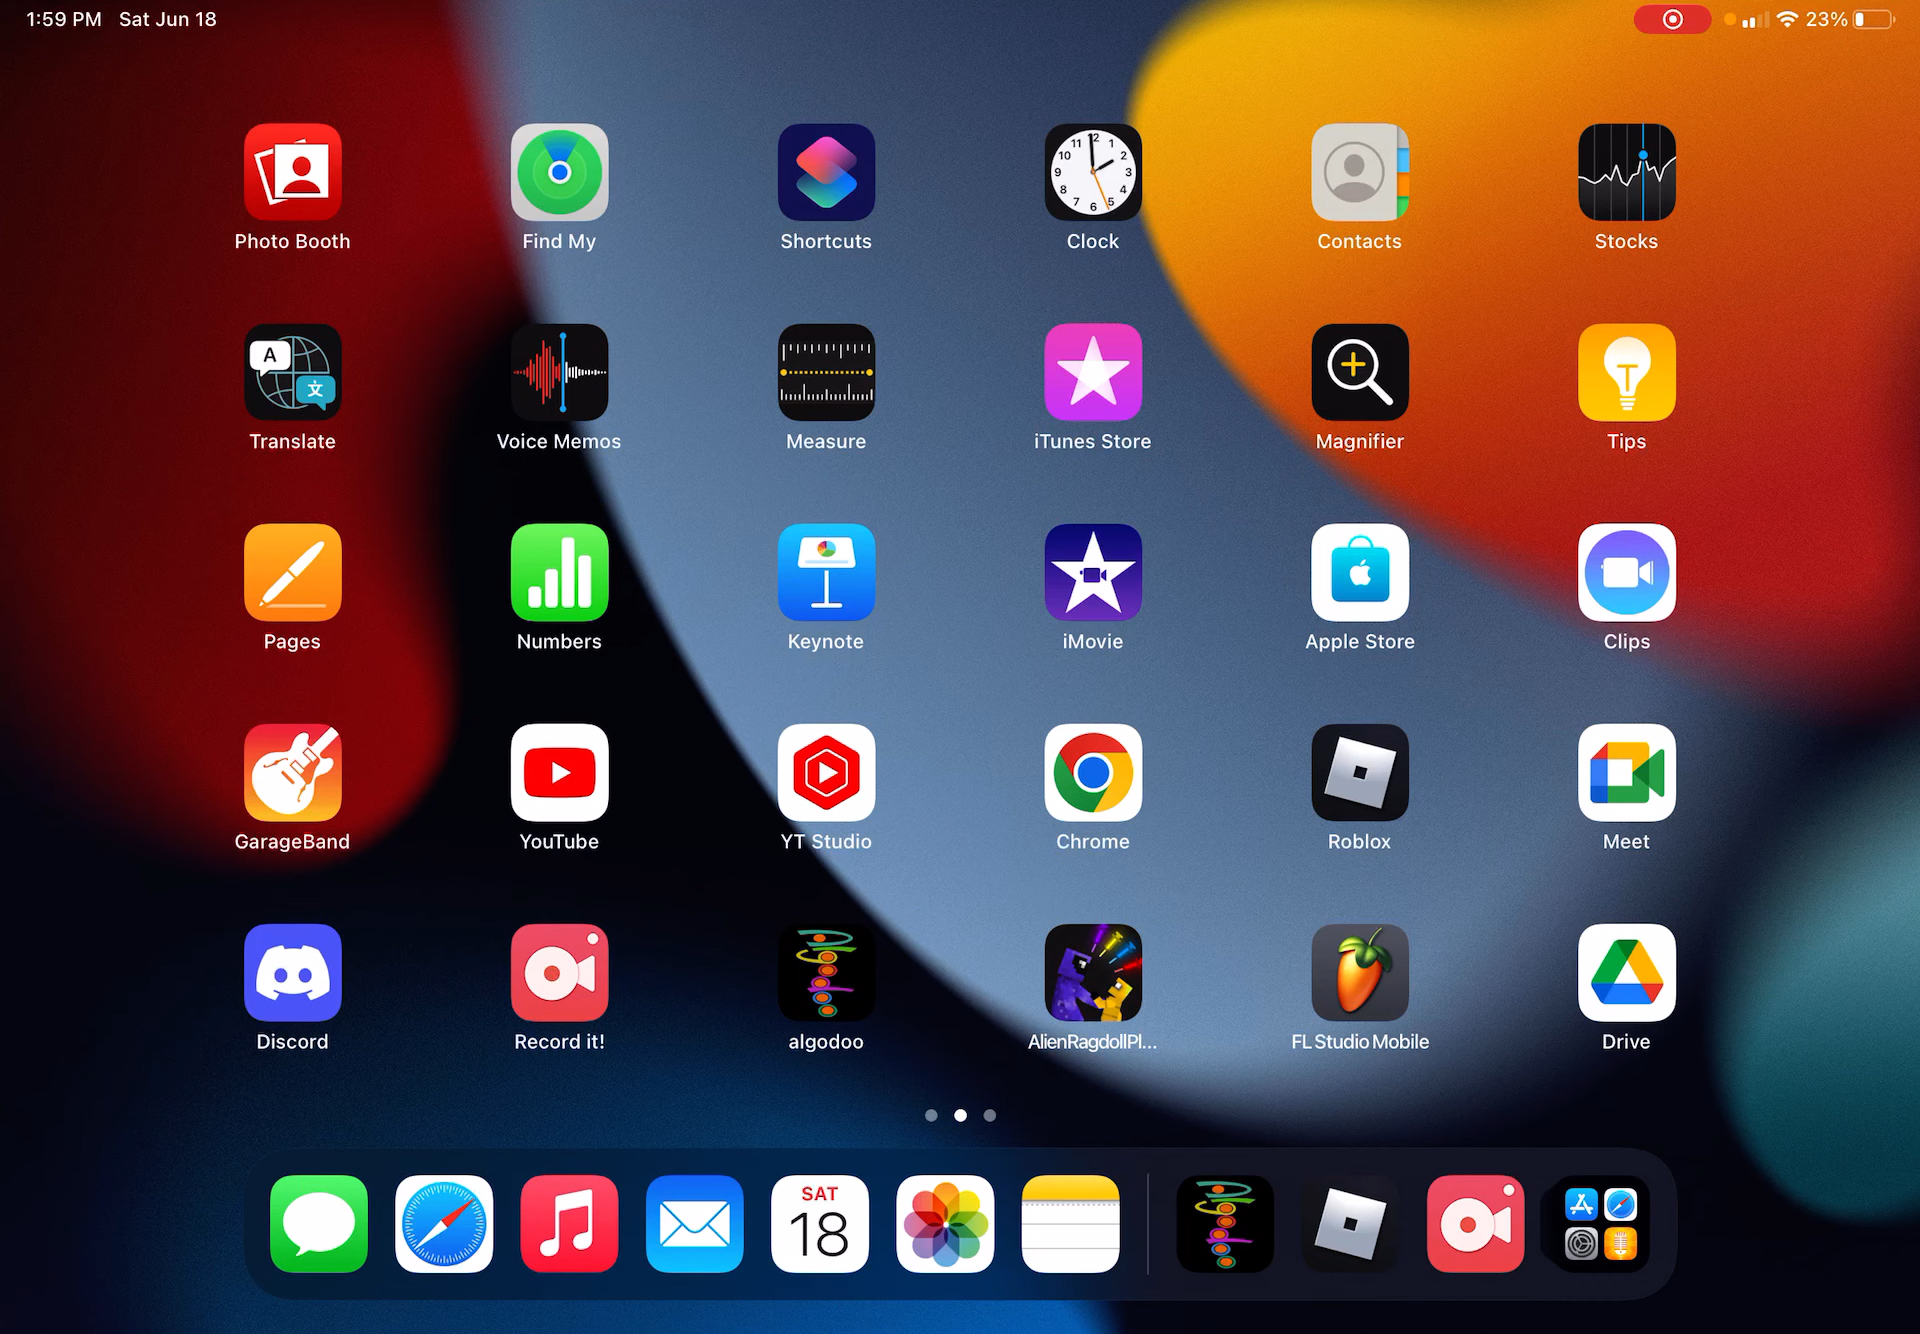 1:59 PM Sat Jun 18 23%
Photo Booth Find My Shortcuts Clock Contacts Stocks
Translate Voice Memos Measure iTunes Store Magnifier Tips
Pages Numbers Keynote iMovie Apple Store Clips
GarageBand YouTube YT Studio Chrome Roblox Meet
Discord Record it! algodoo AlienRagdollPl... FL Studio Mobile Drive
SAT
18